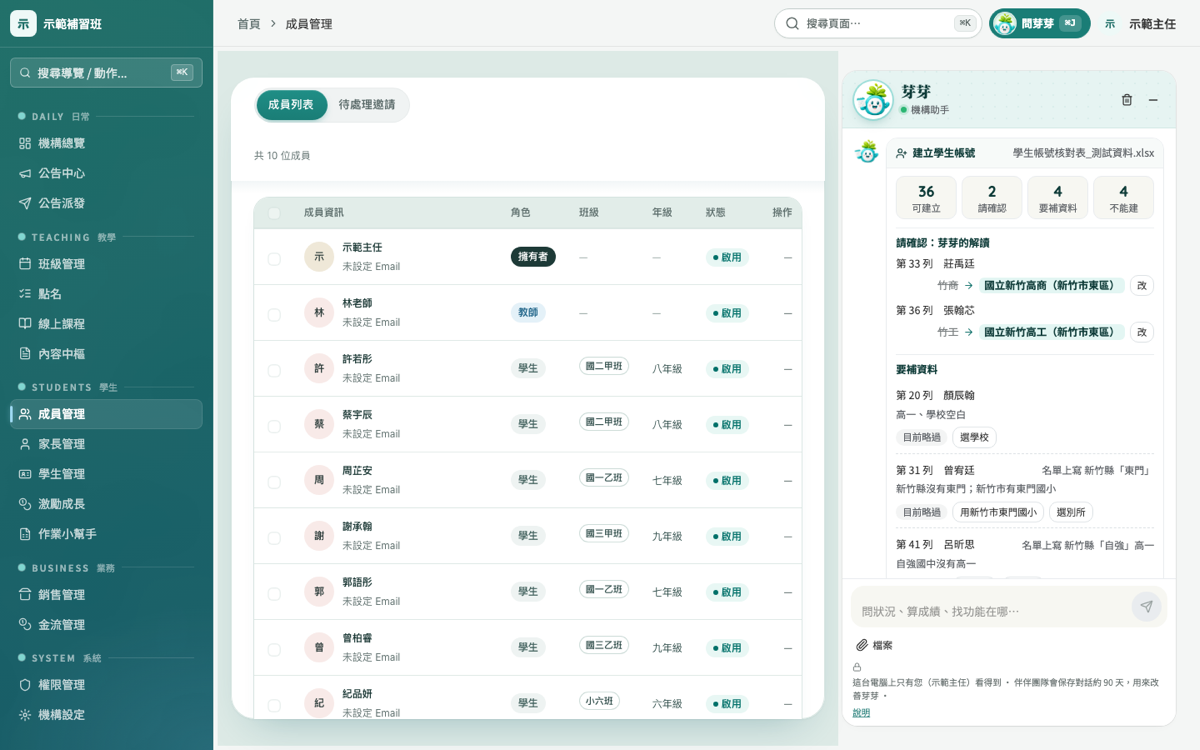 示 示範補習班
搜尋導覽 / 動作... ⌘K
DAILY 日常
機構總覽
公告中心
公告派發
TEACHING 教學
班級管理
點名
線上課程
內容中樞
STUDENTS 學生
成員管理
家長管理
學生管理
激勵成長
作業小幫手
BUSINESS 業務
銷售管理
金流管理
SYSTEM 系統
權限管理
機構設定
首頁 > 成員管理
搜尋頁面… ⌘K
問芽芽 ⌘J
示 示範主任
成員列表 待處理邀請
共 10 位成員
成員資訊 角色 班級 年級 狀態 操作
示 示範主任 未設定 Email 擁有者 — — 啟用 —
林 林老師 未設定 Email 教師 — — 啟用 —
許 許若彤 未設定 Email 學生 國二甲班 八年級 啟用 —
蔡 蔡宇辰 未設定 Email 學生 國二甲班 八年級 啟用 —
周 周芷安 未設定 Email 學生 國一乙班 七年級 啟用 —
謝 謝承翰 未設定 Email 學生 國三甲班 九年級 啟用 —
郭 郭語彤 未設定 Email 學生 國一乙班 七年級 啟用 —
曾 曾柏睿 未設定 Email 學生 國三乙班 九年級 啟用 —
紀 紀品妍 未設定 Email 學生 小六班 六年級 啟用 —
芽芽
機構助手
建立學生帳號 學生帳號核對表_測試資料.xlsx
36 可建立
2 請確認
4 要補資料
4 不能建
請確認：芽芽的解讀
第 33 列 莊禹廷
竹商 → 國立新竹高商（新竹市東區） 改
第 36 列 張翰芯
竹工 → 國立新竹高工（新竹市東區） 改
要補資料
第 20 列 顏辰翰
高一、學校空白
目前略過 選學校
第 31 列 曾宥廷 名單上寫 新竹縣「東門」
新竹縣沒有東門；新竹市有東門國小
目前略過 用新竹市東門國小 選別所
第 41 列 呂昕思 名單上寫 新竹縣「自強」高一
自強國中沒有高一
問狀況、算成績、找功能在哪…
檔案
這台電腦上只有您（示範主任）看得到 · 伴伴團隊會保存對話約 90 天，用來改
善芽芽 ·
說明